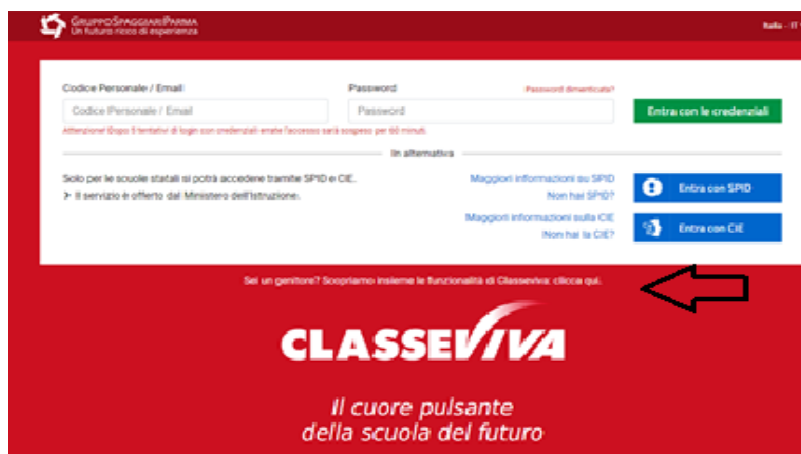 GRUPPOSPAGGIARIPARMA
Un futuro ricco di esperienza
Italia - IT
Codice Personale / Email
Password
Password dimenticata?
Codice Personale / Email
Password
Entra con le credenziali
Attenzione! Dopo 5 tentativi di login con credenziali errate l'accesso sarà sospeso per 60 minuti.
In alternativa
Solo per le scuole statali si potrà accedere tramite SPID e CIE.
Il servizio è offerto dal Ministero dell'Istruzione.
Maggiori informazioni su SPID
Non hai SPID?
Entra con SPID
Maggiori informazioni sulla CIE
Non hai la CIE?
Entra con CIE
Sei un genitore? Scopriamo insieme le funzionalità di Classeviva: clicca qui.
CLASSEVIVA
Il cuore pulsante
della scuola del futuro